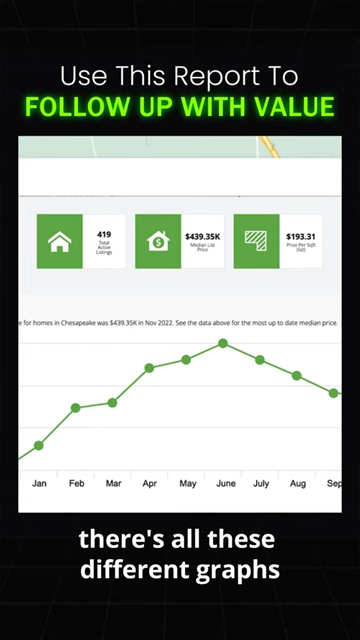 Use This Report To
FOLLOW UP WITH VALUE
419
Total
Active
Listings
$439.35K
Median List
Price
$193.31
Price Per Sqft
(list)
e for homes in Chesapeake was $439.35K in Nov 2022. See the data above for the most up to date median price.
Jan Feb Mar Apr May June July Aug Sep
there's all these
different graphs